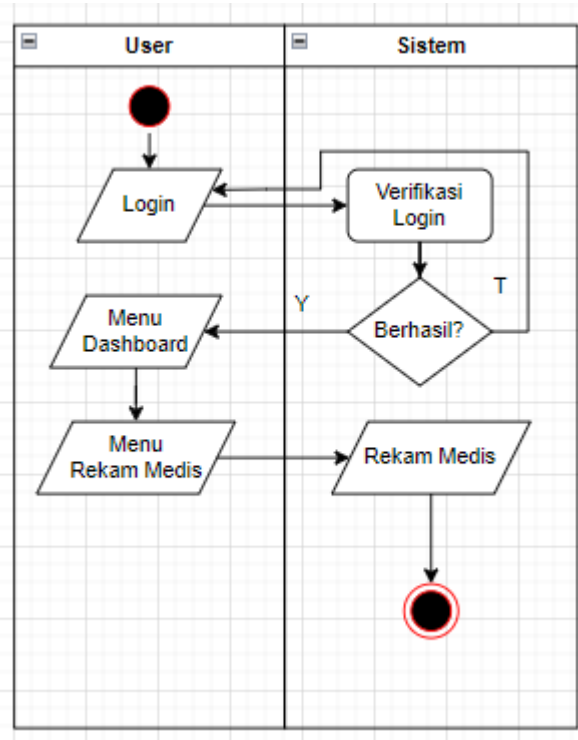 User
Sistem
Login
Verifikasi
Login
T
Y
Berhasil?
Menu
Dashboard
Menu
Rekam Medis
Rekam Medis